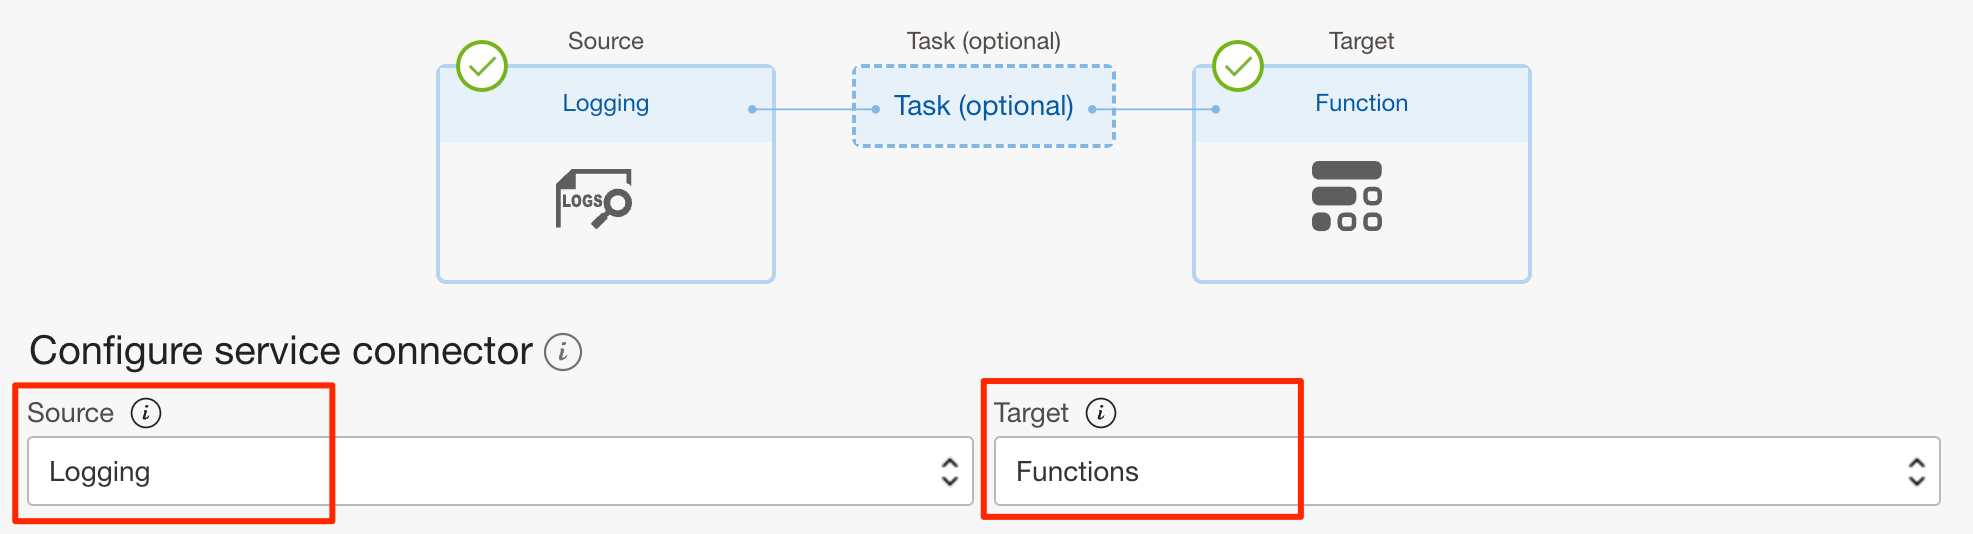 Source
Task (optional)
Target
Logging
Task (optional)
Function
LOGS
Configure service connector i
Source i
Target i
Logging
Functions